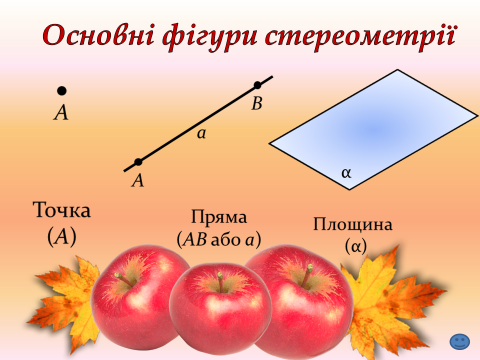 Основні фігури стереометрії
A
a
B
A
α
Точка
(A)
Пряма
(AB або a)
Площина
(α)